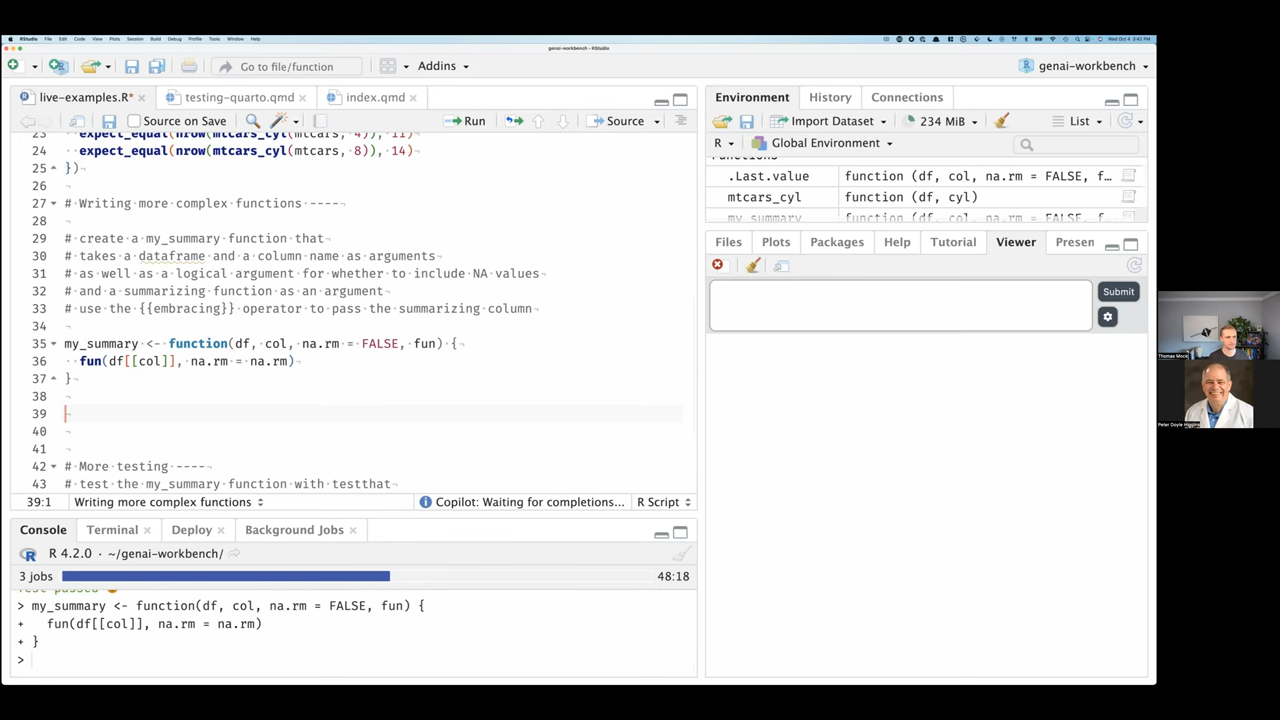 RStudio File Edit Code View Plots Session Build Debug Profile Tools Window Help
Wed Oct 4 3:42 PM
genai-workbench - RStudio
Go to file/function
Addins
genai-workbench
live-examples.R*
testing-quarto.qmd
index.qmd
Source on Save
Run
Source
23 expect_equal(nrow(mtcars_cyl(mtcars, 4)), 11)
24 expect_equal(nrow(mtcars_cyl(mtcars, 8)), 14)
25 })
26
27 # Writing more complex functions ----
28
29 # create a my_summary function that
30 # takes a dataframe and a column name as arguments
31 # as well as a logical argument for whether to include NA values
32 # and a summarizing function as an argument
33 # use the {{embracing}} operator to pass the summarizing column
34
35 my_summary <- function(df, col, na.rm = FALSE, fun) {
36 fun(df[[col]], na.rm = na.rm)
37 }
38
39
40
41
42 # More testing ----
43 # test the my_summary function with testthat
39:1
Writing more complex functions
Copilot: Waiting for completions...
R Script
Console
Terminal
Deploy
Background Jobs
R 4.2.0 · ~/genai-workbench/
3 jobs
48:18
Test passed
> my_summary <- function(df, col, na.rm = FALSE, fun) {
+ fun(df[[col]], na.rm = na.rm)
+ }
>
Environment
History
Connections
Import Dataset
234 MiB
List
R
Global Environment
Functions
.Last.value function (df, col, na.rm = FALSE, f…
mtcars_cyl function (df, cyl)
my_summary function (df, col, na.rm = FALSE, f…
Files
Plots
Packages
Help
Tutorial
Viewer
Presen
Submit
Thomas Mock
Peter Doyle Higgins